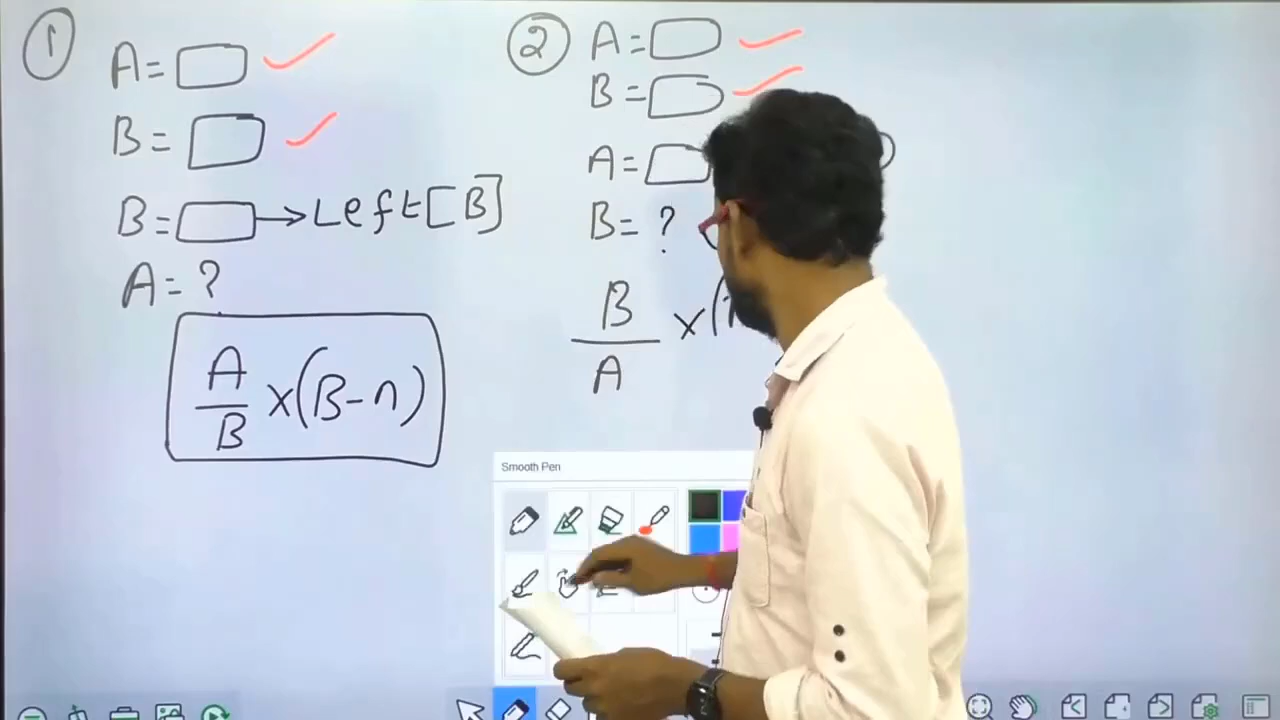 ①
A=
B=
B= → Left[B]
A= ?
A/B ×(B-n)
②
A=
B=
A=
B= ?
B/A ×(
Smooth Pen